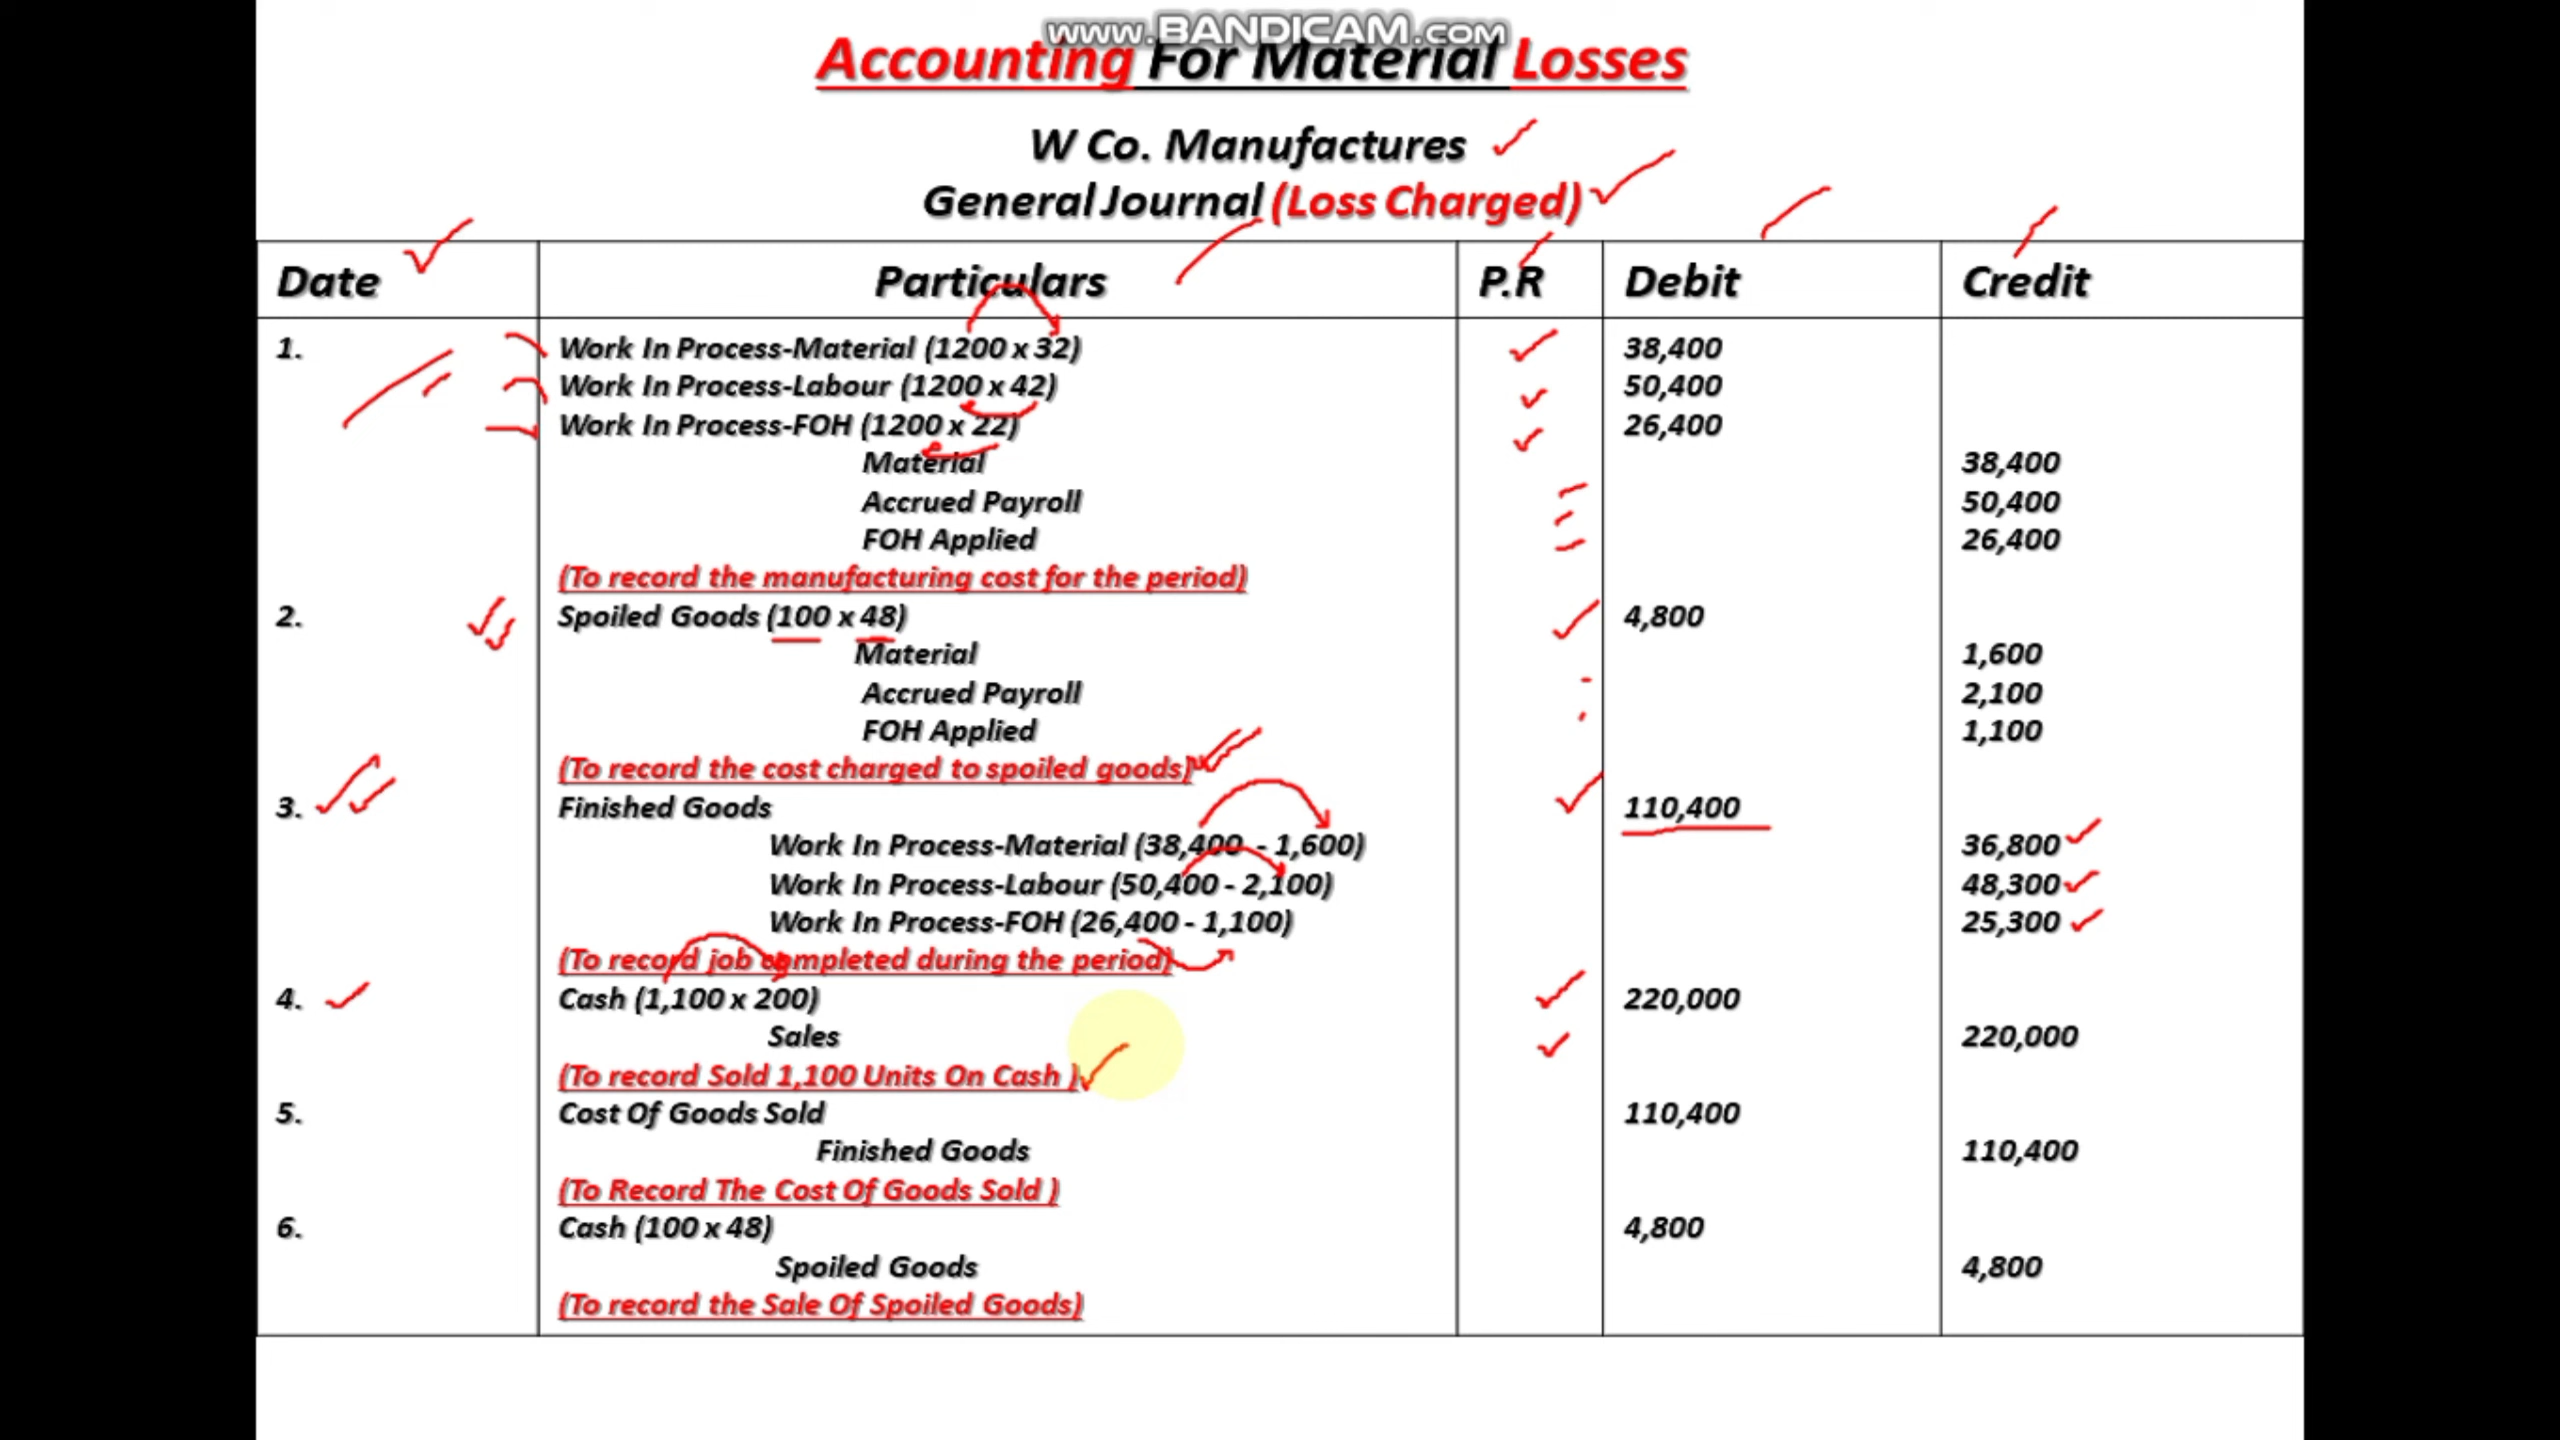 www.BANDICAM.com
Accounting For Material Losses
W Co. Manufactures
General Journal (Loss Charged)
Date Particulars P.R Debit Credit
1. Work In Process-Material (1200 x 32) 38,400
Work In Process-Labour (1200 x 42) 50,400
Work In Process-FOH (1200 x 22) 26,400
Material 38,400
Accrued Payroll 50,400
FOH Applied 26,400
(To record the manufacturing cost for the period)
2. Spoiled Goods (100 x 48) 4,800
Material 1,600
Accrued Payroll 2,100
FOH Applied 1,100
(To record the cost charged to spoiled goods)
3. Finished Goods 110,400
Work In Process-Material (38,400 - 1,600) 36,800
Work In Process-Labour (50,400 - 2,100) 48,300
Work In Process-FOH (26,400 - 1,100) 25,300
(To record job completed during the period)
4. Cash (1,100 x 200) 220,000
Sales 220,000
(To record Sold 1,100 Units On Cash )
5. Cost Of Goods Sold 110,400
Finished Goods 110,400
(To Record The Cost Of Goods Sold )
6. Cash (100 x 48) 4,800
Spoiled Goods 4,800
(To record the Sale Of Spoiled Goods)